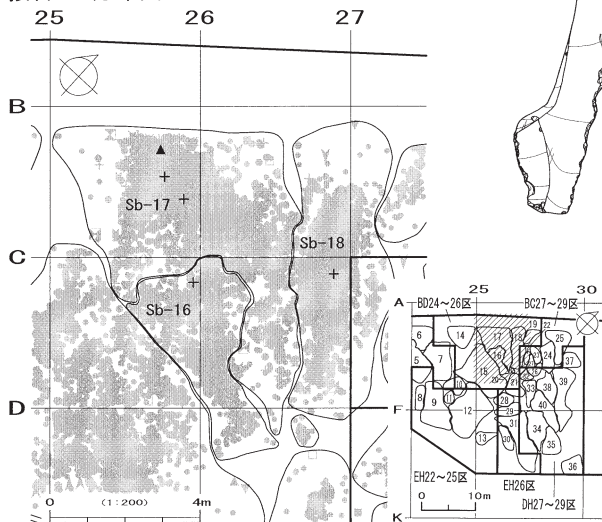 25 26 27
B
Sb-17
Sb-18
C
Sb-16
D
0 (1:200) 4m
BD24～26区 25 BC27～29区 30
A
6 14 17 18 19 22 25
5 7 16 24 37
15 20 21 33 38 39
8 9 10 28
F 12 29 40
13 31 34
30 35
36
EH22～25区 EH26区
DH27～29区
0 10m
K